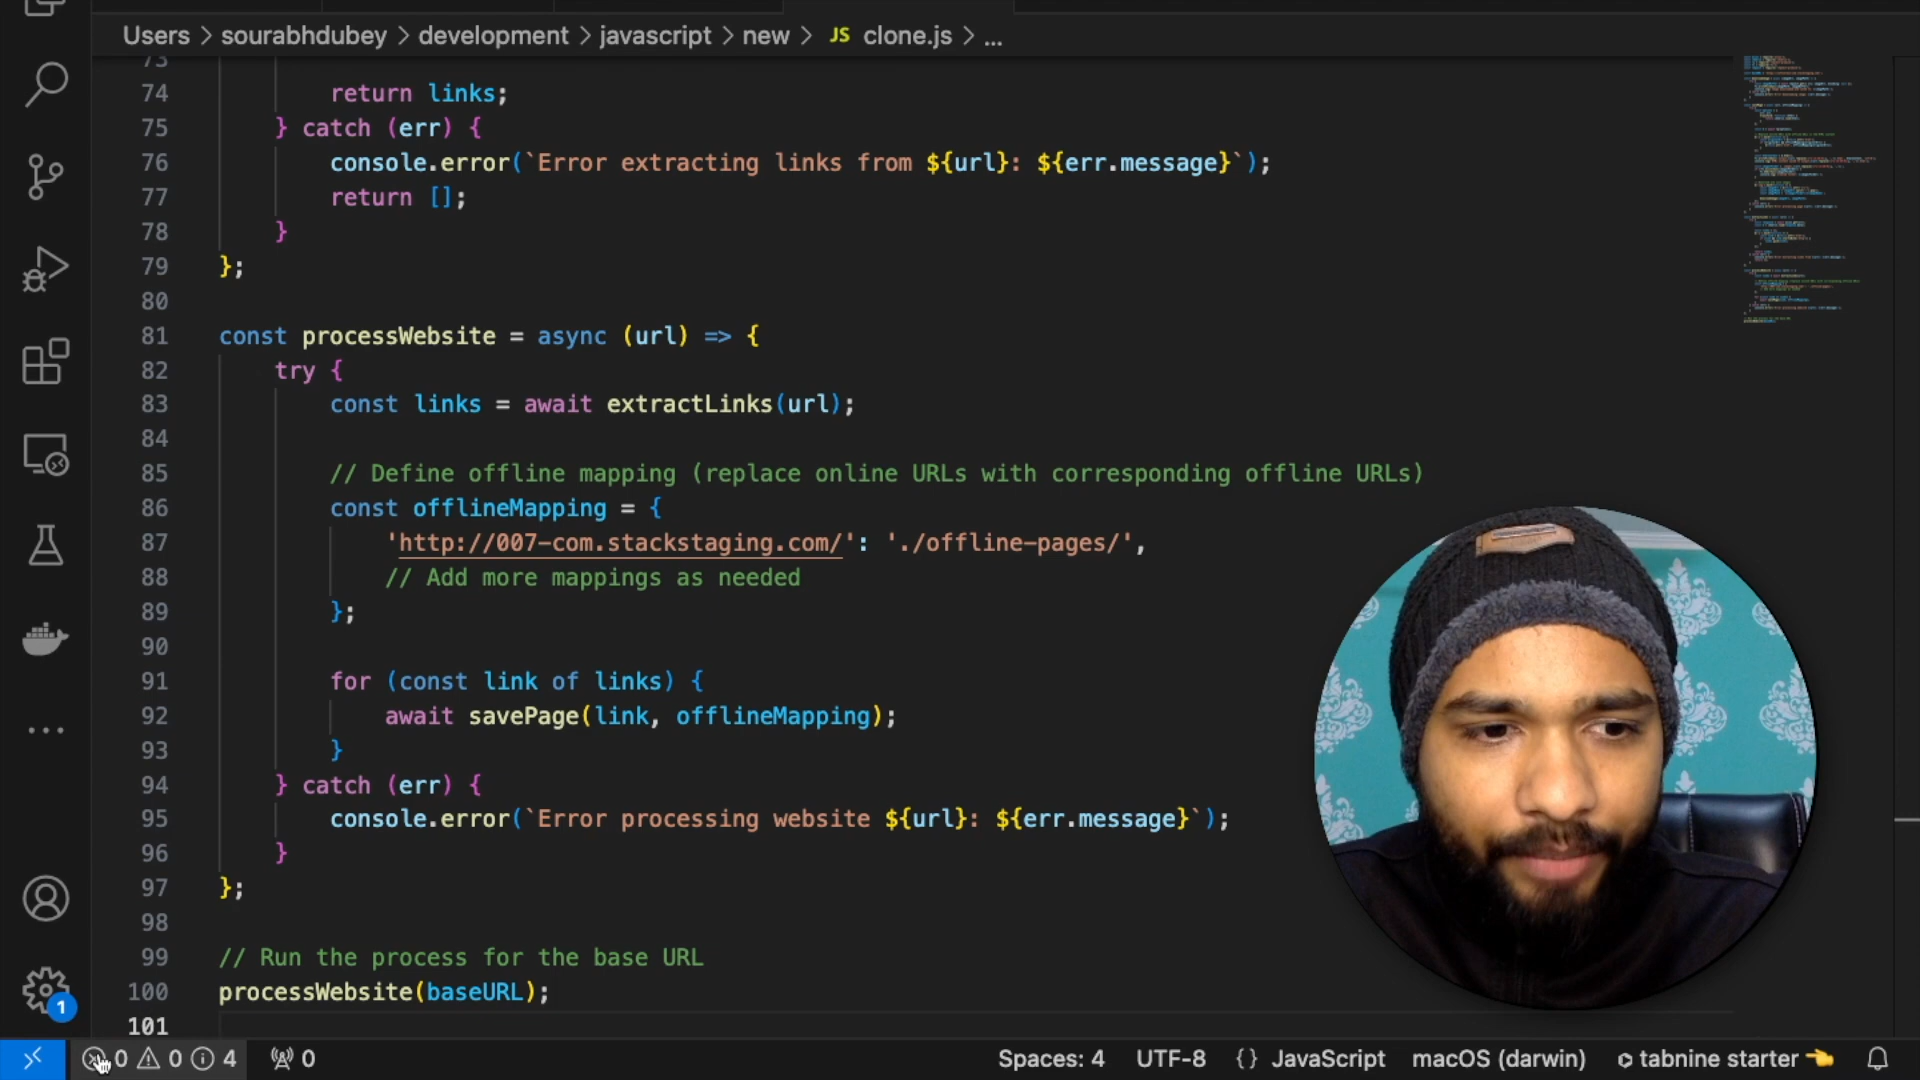 Users > sourabhdubey > development > javascript > new > JS clone.js > ...
73
74 return links;
75 } catch (err) {
76 console.error(`Error extracting links from ${url}: ${err.message}`);
77 return [];
78 }
79 };
80
81 const processWebsite = async (url) => {
82 try {
83 const links = await extractLinks(url);
84
85 // Define offline mapping (replace online URLs with corresponding offline URLs)
86 const offlineMapping = {
87 'http://007-com.stackstaging.com/': './offline-pages/',
88 // Add more mappings as needed
89 };
90
91 for (const link of links) {
92 await savePage(link, offlineMapping);
93 }
94 } catch (err) {
95 console.error(`Error processing website ${url}: ${err.message}`);
96 }
97 };
98
99 // Run the process for the base URL
100 processWebsite(baseURL);
101
1
0 0 4 0 Spaces: 4 UTF-8 {} JavaScript macOS (darwin) tabnine starter